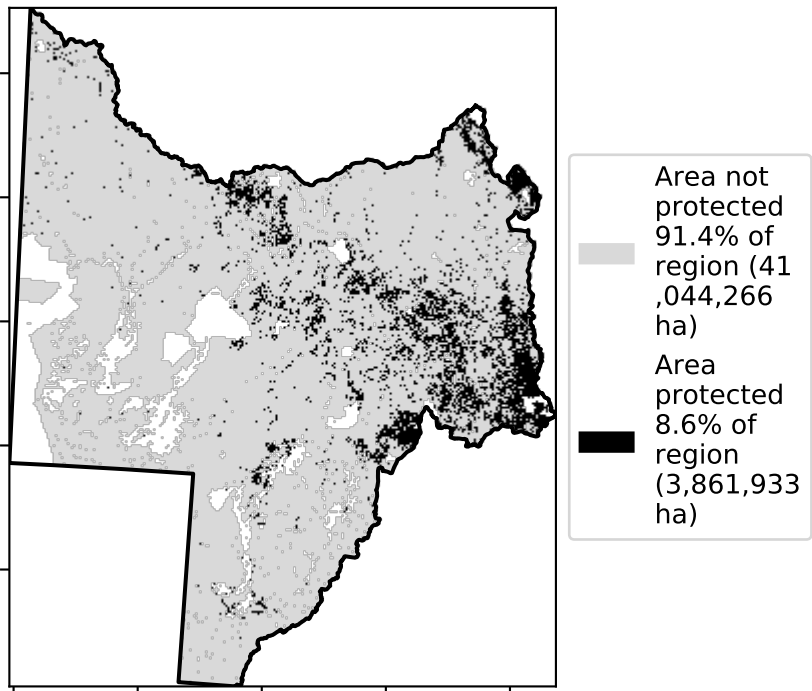 Area not
protected
91.4% of
region (41
,044,266
ha)
Area
protected
8.6% of
region
(3,861,933
ha)